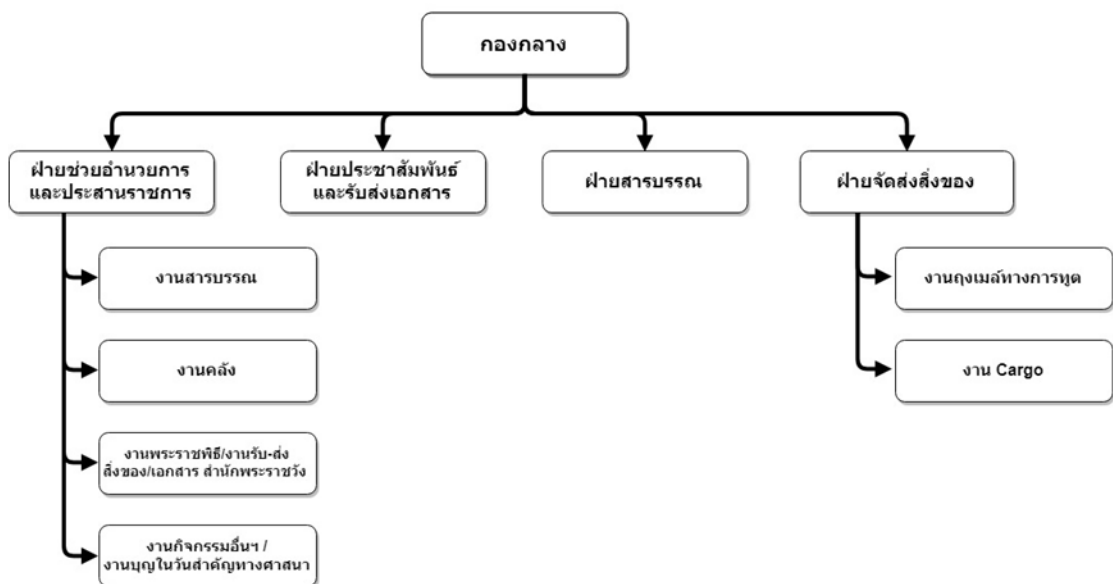 กองกลาง
ฝ่ายช่วยอำนวยการ
และประสานราชการ
ฝ่ายประชาสัมพันธ์
และรับส่งเอกสาร
ฝ่ายสารบรรณ
ฝ่ายจัดส่งสิ่งของ
งานสารบรรณ
งานคลัง
งานพระราชพิธี/งานรับ-ส่ง
สิ่งของ/เอกสาร สำนักพระราชวัง
งานกิจกรรมอื่นฯ /
งานบุญในวันสำคัญทางศาสนา
งานถุงเมล์ทางการทูต
งาน Cargo